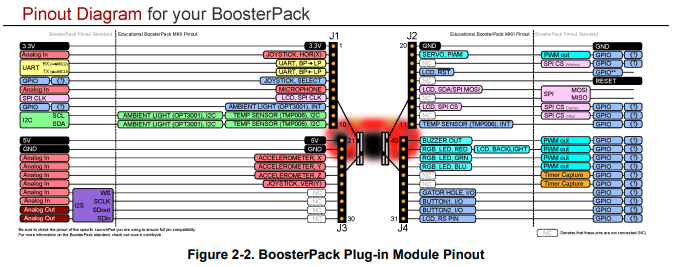 Pinout Diagram for your BoosterPack
BoosterPack Pinout Standard Educational BoosterPack MKII Pinout J1 J2 Educational BoosterPack MKII Pinout BoosterPack Pinout Standard
3.3V 3.3V 1 20 GND GND
Analog In JOYSTICK, HOR(X) SERVO, PWM PWM out GPIO (!)
UART RX (→MCU) UART, BP→LP NC SPI CS Wireless GPIO (!)
TX (←MCU) UART, BP←LP LCD, RST GPIO**
GPIO (!) JOYSTICK, SELECT NC RESET
Analog In MICROPHONE LCD, SDA/SPI MOSI SPI MOSI
SPI CLK LCD, SPI CLK NC MISO
GPIO (!) AMBIENT LIGHT (OPT3001), INT LCD, SPI CS SPI CS Display GPIO (!)
I2C SCL AMBIENT LIGHT (OPT3001), I2C TEMP SENSOR (TMP006), I2C NC SPI CS Other GPIO (!)
SDA AMBIENT LIGHT (OPT3001), I2C TEMP SENSOR (TMP006), I2C 10 11 TEMP SENSOR (TMP006), INT GPIO (!)
5V 5V 21 40 BUZZER OUT PWM out GPIO (!)
GND GND RGB LED, RED LCD, BACKLIGHT PWM out GPIO (!)
Analog In ACCELEROMETER, X RGB LED, GRN PWM out GPIO (!)
Analog In ACCELEROMETER, Y RGB LED, BLU PWM out GPIO (!)
Analog In ACCELEROMETER, Z NC Timer Capture GPIO (!)
Analog In JOYSTICK, VER(Y) NC Timer Capture GPIO (!)
Analog In I2S WS NC GATOR HOLE, I/O GPIO (!)
Analog In SCLK NC BUTTON1, I/O GPIO (!)
Analog Out SDout NC BUTTON2, I/O GPIO (!)
Analog Out SDin NC 30 31 LCD, RS PIN GPIO (!)
J3 J4
Be sure to check the pinout of the specific LaunchPad you are using to ensure full pin compatibility.
For more information on the BoosterPack standard, check out www.ti.com/byob
NC Denotes that these pins are not connected (NC)
Figure 2-2. BoosterPack Plug-in Module Pinout